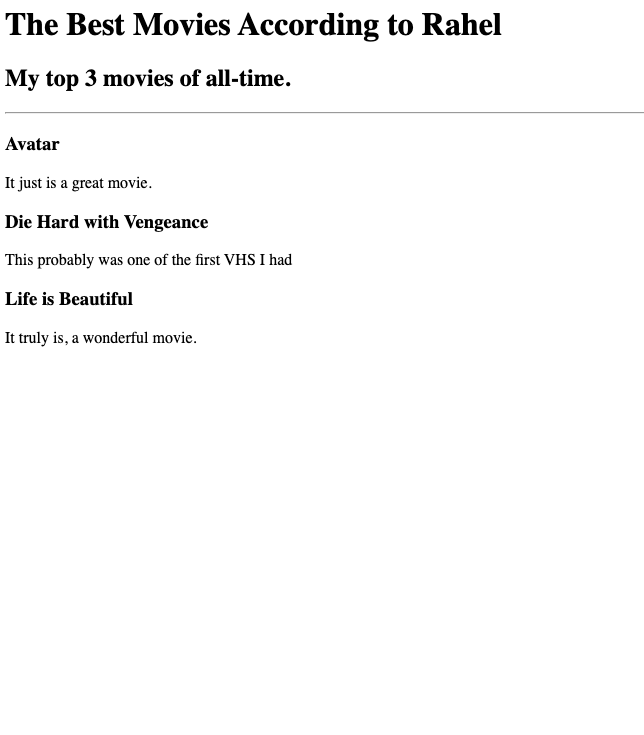 The Best Movies According to Rahel
My top 3 movies of all-time.
Avatar
It just is a great movie.
Die Hard with Vengeance
This probably was one of the first VHS I had
Life is Beautiful
It truly is, a wonderful movie.